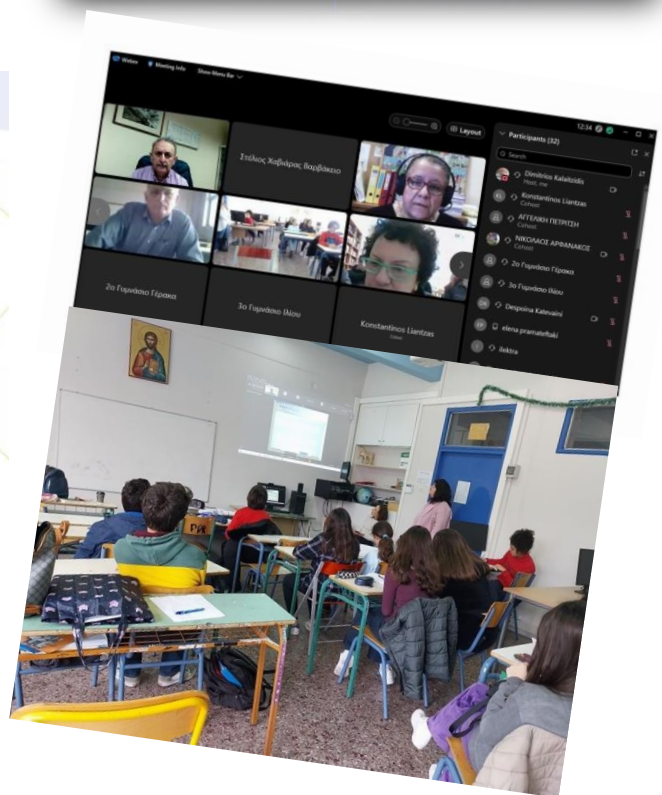 Webex Meeting Info Show Menu Bar
12:34
Layout
Participants (32)
Search
Στέλιος Χαβιάρας Βαρβάκειο
Dimitrios Kalaitzidis
Host, me
Konstantinos Liantzas
Cohost
ΑΓΓΕΛΙΚΗ ΠΕΤΡΙΤΣΗ
Cohost
ΝΙΚΟΛΑΟΣ ΑΡΦΑΝΑΚΟΣ
Cohost
2ο Γυμνάσιο Γέρακα
3ο Γυμνάσιο Ιλίου
Despoina Katevaini
elena pramateftaki
ilektra
2ο Γυμνάσιο Γέρακα
3ο Γυμνάσιο Ιλίου
Konstantinos Liantzas
Cohost